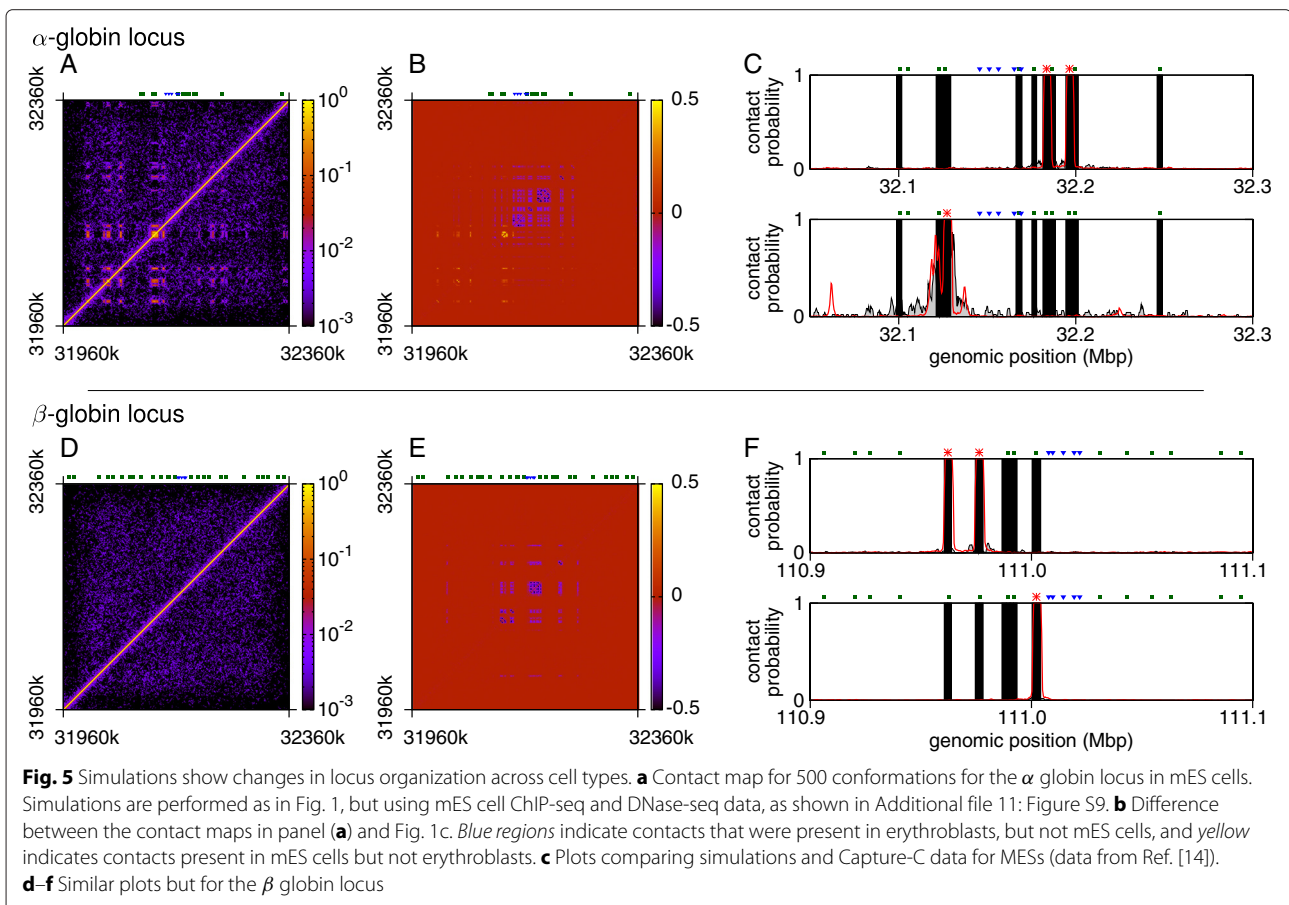 α-globin locus
A
B
C
32360k
31960k
31960k
32360k
10⁰
10⁻¹
10⁻²
10⁻³
32360k
31960k
31960k
32360k
0.5
0
-0.5
contact
probability
1
0
32.1
32.2
32.3
contact
probability
1
0
32.1
32.2
32.3
genomic position (Mbp)
β-globin locus
D
E
F
32360k
31960k
31960k
32360k
10⁰
10⁻¹
10⁻²
10⁻³
32360k
31960k
31960k
32360k
0.5
0
-0.5
contact
probability
1
0
110.9
111.0
111.1
contact
probability
1
0
110.9
111.0
111.1
genomic position (Mbp)
Fig. 5 Simulations show changes in locus organization across cell types. a Contact map for 500 conformations for the α globin locus in mES cells.
Simulations are performed as in Fig. 1, but using mES cell ChIP-seq and DNase-seq data, as shown in Additional file 11: Figure S9. b Difference
between the contact maps in panel (a) and Fig. 1c. Blue regions indicate contacts that were present in erythroblasts, but not mES cells, and yellow
indicates contacts present in mES cells but not erythroblasts. c Plots comparing simulations and Capture-C data for MESs (data from Ref. [14]).
d–f Similar plots but for the β globin locus